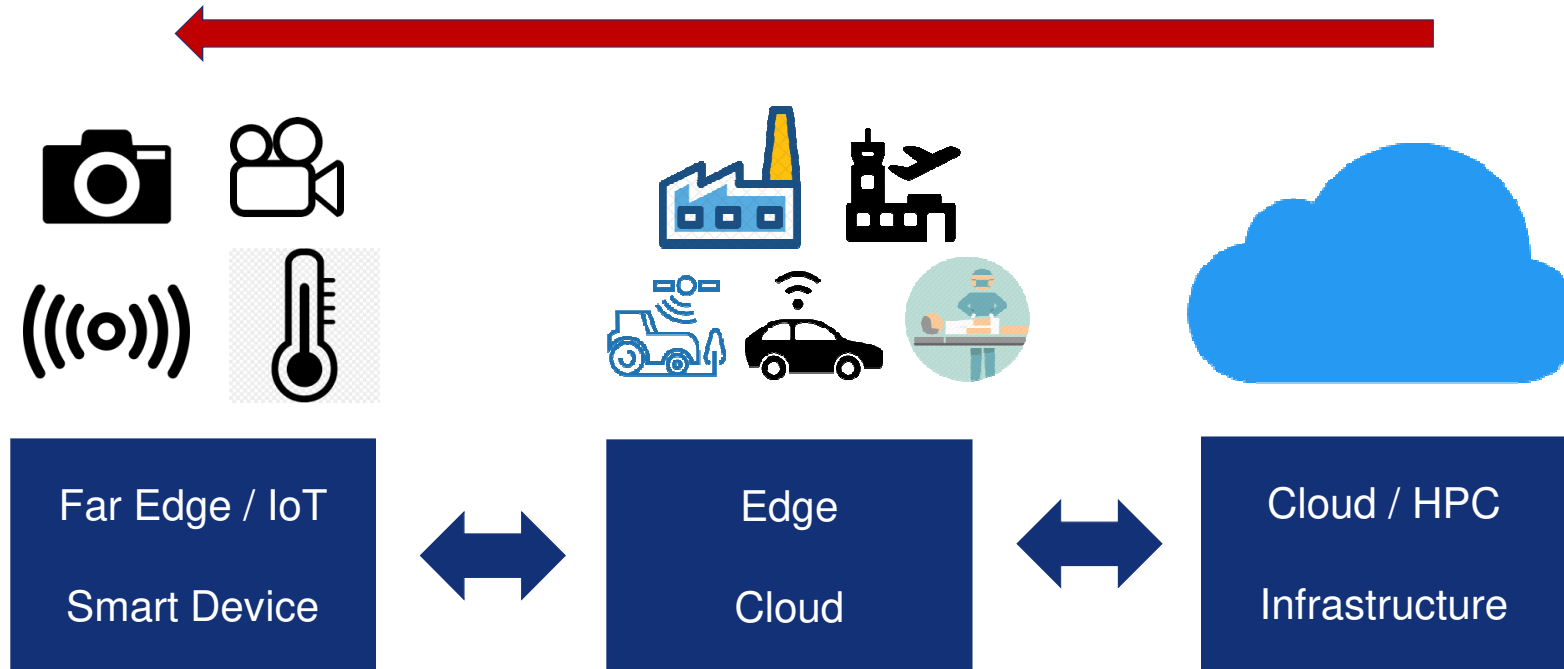 Far Edge / IoT
Smart Device
Edge
Cloud
Cloud / HPC
Infrastructure